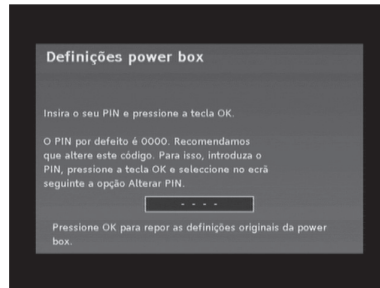 Definições power box
Insira o seu PIN e pressione a tecla OK.
O PIN por defeito é 0000. Recomendamos
que altere este código. Para isso, introduza o
PIN, pressione a tecla OK e seleccione no ecrã
seguinte a opção Alterar PIN.
- - - -
Pressione OK para repor as definições originais da power
box.